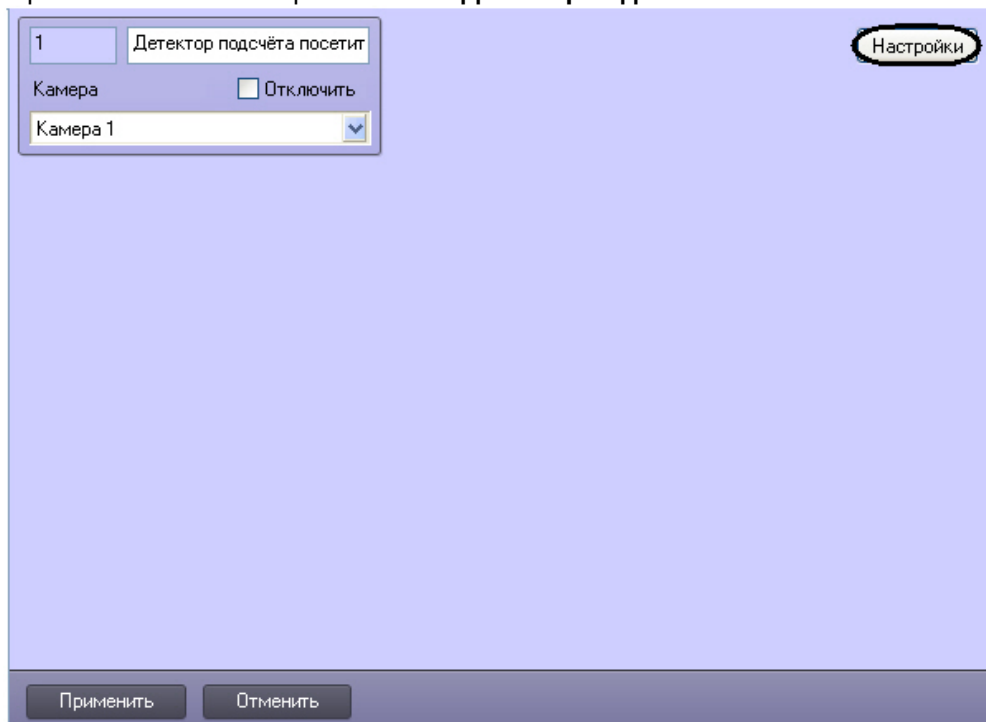 1 Детектор подсчёта посетит
Настройки
Камера Отключить
Камера 1
Применить Отменить